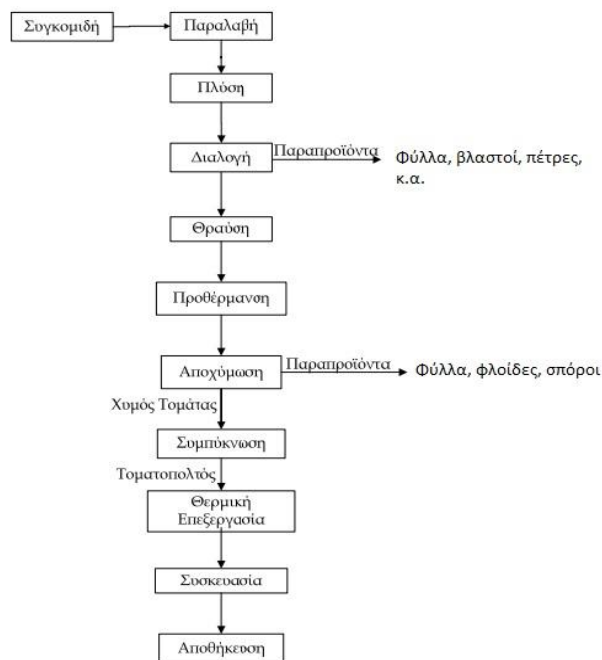 Συγκομιδή
Παραλαβή
Πλύση
Διαλογή
Παραπροϊόντα
Φύλλα, βλαστοί, πέτρες,
κ.α.
Θραύση
Προθέρμανση
Αποχύμωση
Παραπροϊόντα
Φύλλα, φλοίδες, σπόροι
Χυμός Τομάτας
Συμπύκνωση
Τοματοπολτός
Θερμική
Επεξεργασία
Συσκευασία
Αποθήκευση